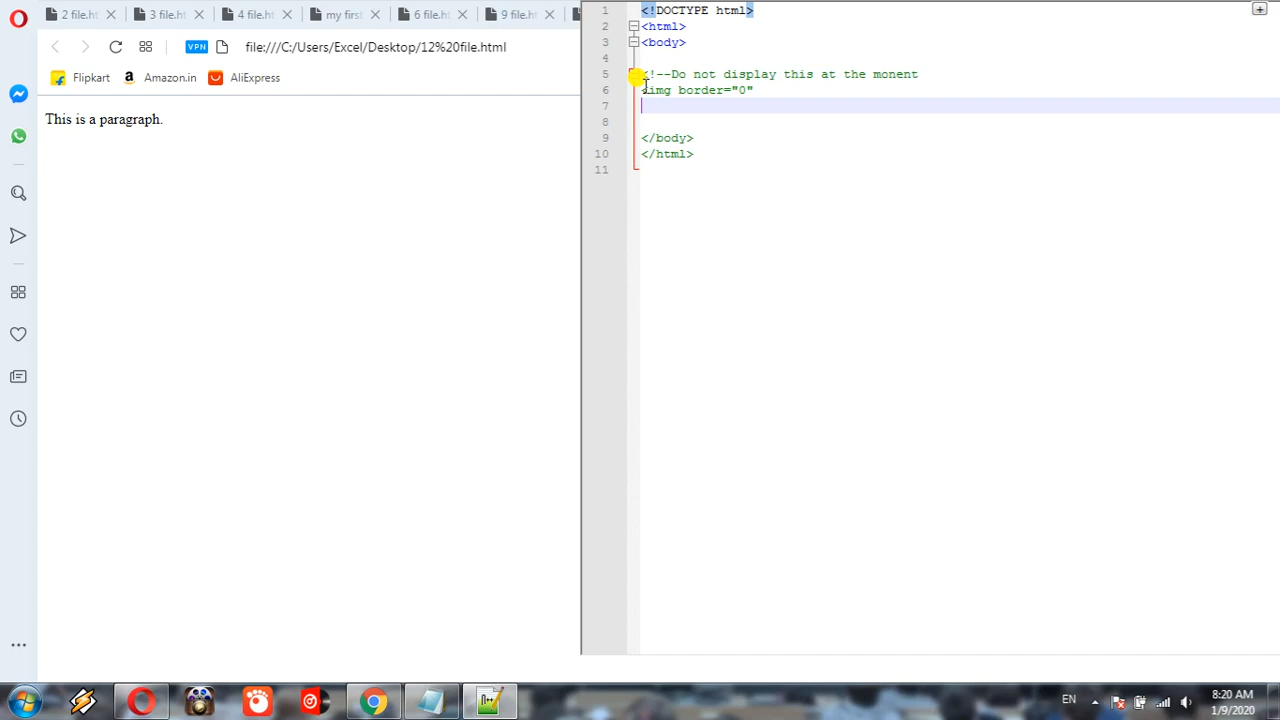 2 file.ht
3 file.ht
4 file.ht
my first
6 file.ht
9 file.ht
VPN
file:///C:/Users/Excel/Desktop/12%20file.html
Flipkart
Amazon.in
AliExpress
This is a paragraph.
1 <!DOCTYPE html>
2 <html>
3 <body>
4
5 <!--Do not display this at the monent
6 <img border="0"
7
8
9 </body>
10 </html>
11
EN
8:20 AM
1/9/2020